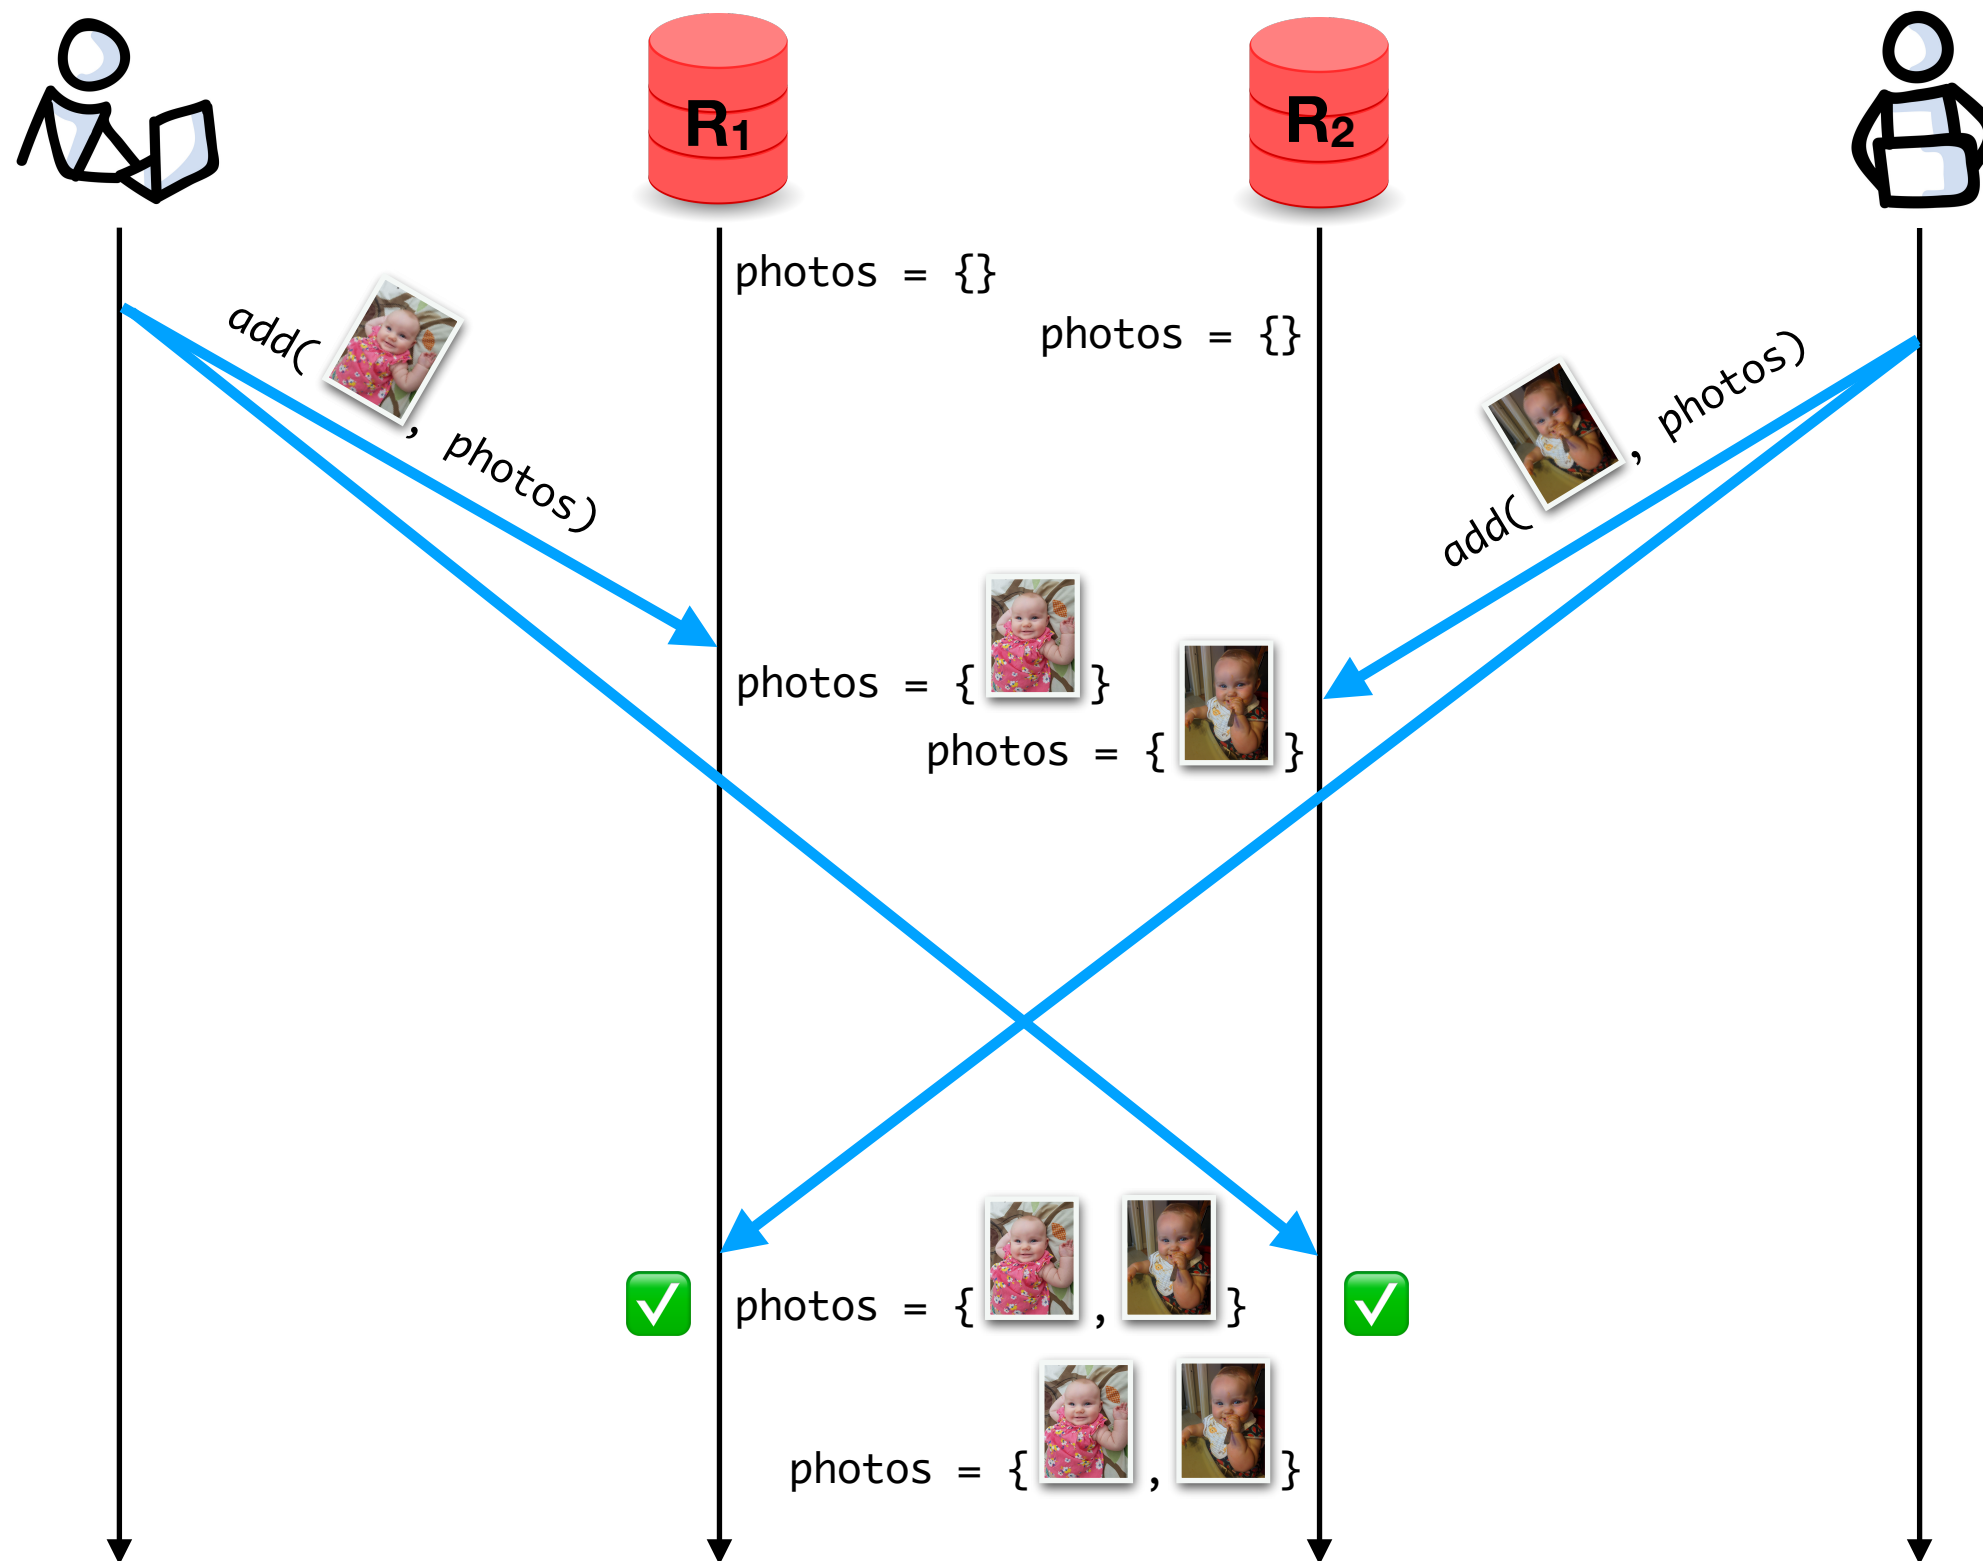 R1
R2
photos = {}
photos = {}
add( , photos)
add( , photos)
photos = { }
photos = { }
photos = { , }
photos = { , }